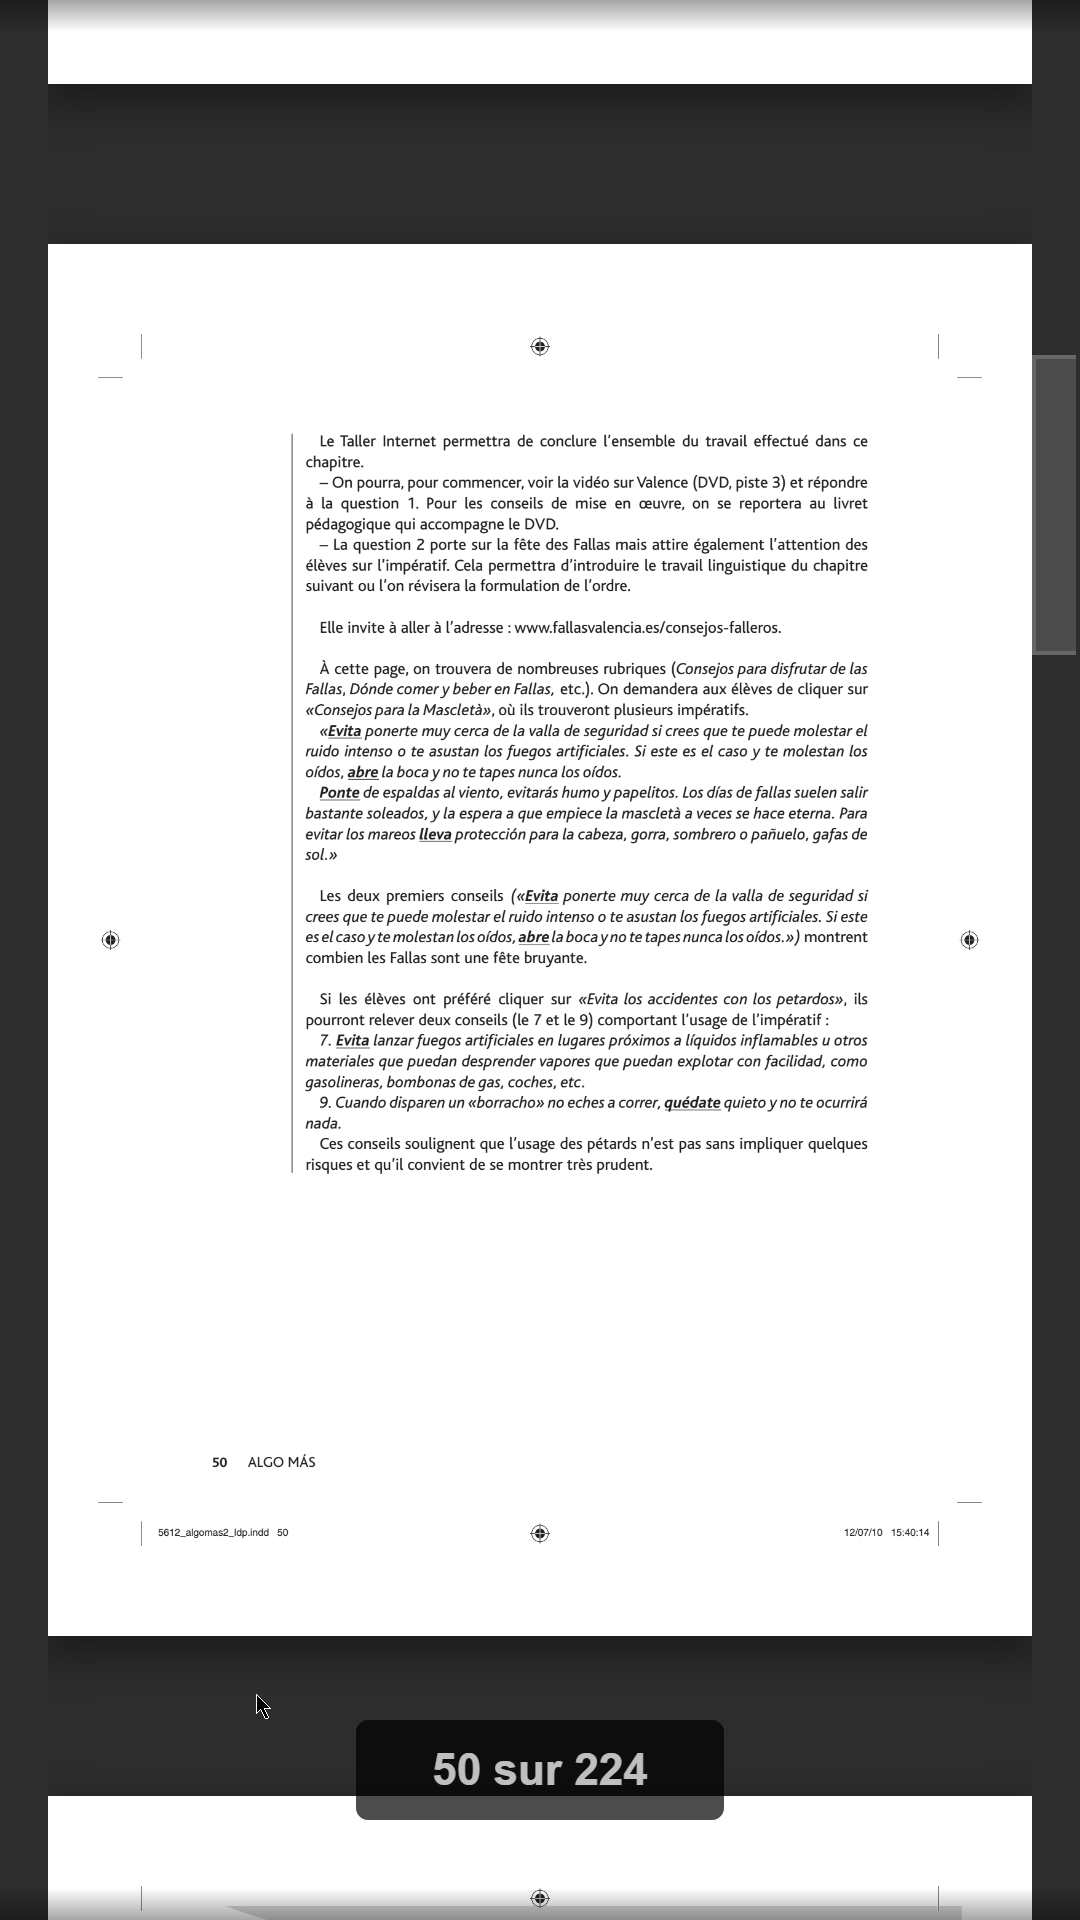 Le Taller Internet permettra de conclure l’ensemble du travail effectué dans ce
chapitre.
– On pourra, pour commencer, voir la vidéo sur Valence (DVD, piste 3) et répondre
à la question 1. Pour les conseils de mise en œuvre, on se reportera au livret
pédagogique qui accompagne le DVD.
– La question 2 porte sur la fête des Fallas mais attire également l’attention des
élèves sur l’impératif. Cela permettra d’introduire le travail linguistique du chapitre
suivant ou l’on révisera la formulation de l’ordre.
Elle invite à aller à l’adresse : www.fallasvalencia.es/consejos-falleros.
À cette page, on trouvera de nombreuses rubriques (Consejos para disfrutar de las
Fallas, Dónde comer y beber en Fallas, etc.). On demandera aux élèves de cliquer sur
«Consejos para la Mascletà», où ils trouveront plusieurs impératifs.
«Evita ponerte muy cerca de la valla de seguridad si crees que te puede molestar el
ruido intenso o te asustan los fuegos artificiales. Si este es el caso y te molestan los
oídos, abre la boca y no te tapes nunca los oídos.
Ponte de espaldas al viento, evitarás humo y papelitos. Los días de fallas suelen salir
bastante soleados, y la espera a que empiece la mascletà a veces se hace eterna. Para
evitar los mareos lleva protección para la cabeza, gorra, sombrero o pañuelo, gafas de
sol.»
Les deux premiers conseils («Evita ponerte muy cerca de la valla de seguridad si
crees que te puede molestar el ruido intenso o te asustan los fuegos artificiales. Si este
es el caso y te molestan los oídos, abre la boca y no te tapes nunca los oídos.») montrent
combien les Fallas sont une fête bruyante.
Si les élèves ont préféré cliquer sur «Evita los accidentes con los petardos», ils
pourront relever deux conseils (le 7 et le 9) comportant l’usage de l’impératif :
7. Evita lanzar fuegos artificiales en lugares próximos a líquidos inflamables u otros
materiales que puedan desprender vapores que puedan explotar con facilidad, como
gasolineras, bombonas de gas, coches, etc.
9. Cuando disparen un «borracho» no eches a correr, quédate quieto y no te ocurrirá
nada.
Ces conseils soulignent que l’usage des pétards n’est pas sans impliquer quelques
risques et qu’il convient de se montrer très prudent.
50 ALGO MÁS
5612_algomas2_ldp.indd 50 12/07/10 15:40:14
50 sur 224